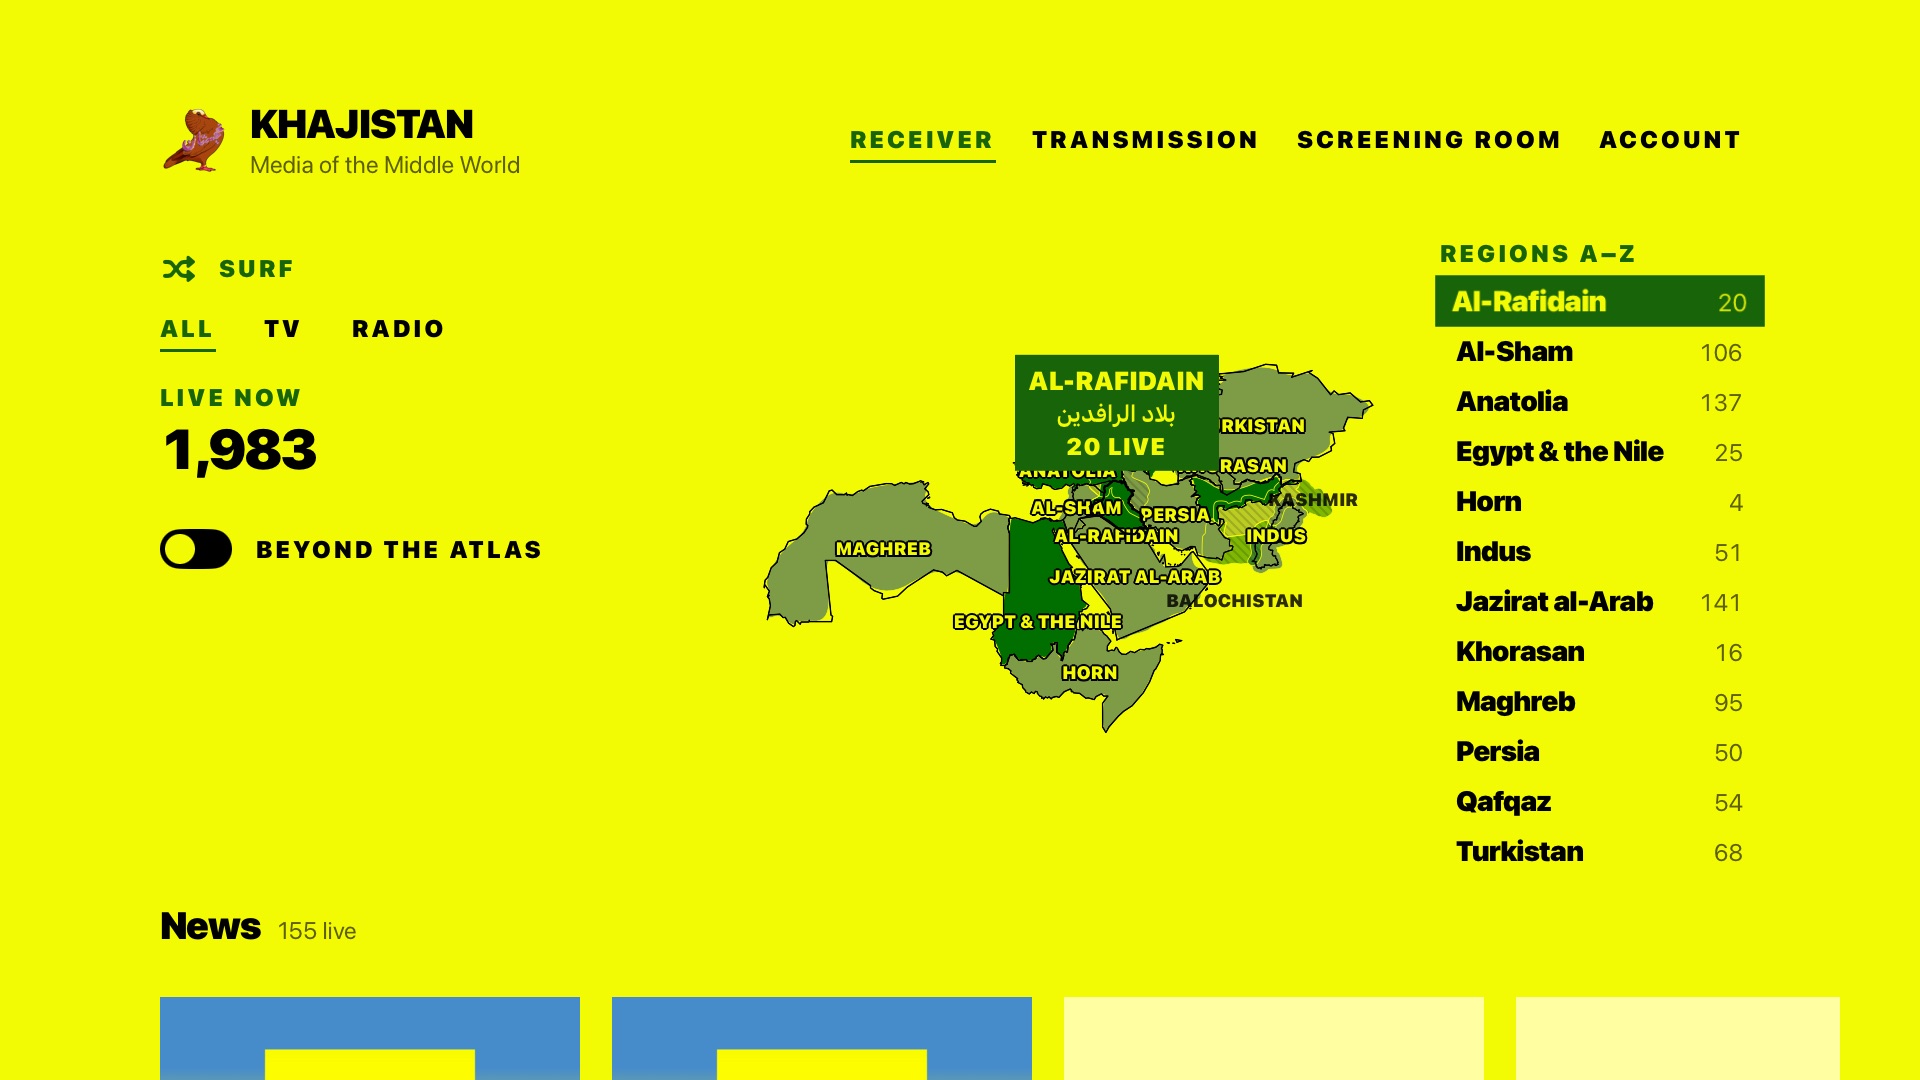 KHAJISTAN
Media of the Middle World
RECEIVER
TRANSMISSION
SCREENING ROOM
ACCOUNT
SURF
ALL
TV
RADIO
LIVE NOW
1,983
BEYOND THE ATLAS
AL-RAFIDAIN
بلاد الرافدين
20 LIVE
RKISTAN
ANATOLIA
RASAN
KASHMIR
AL-SHAM
PERSIA
AL-RAFIDAIN
INDUS
MAGHREB
JAZIRAT AL-ARAB
BALOCHISTAN
EGYPT & THE NILE
HORN
REGIONS A–Z
Al-Rafidain 20
Al-Sham 106
Anatolia 137
Egypt & the Nile 25
Horn 4
Indus 51
Jazirat al-Arab 141
Khorasan 16
Maghreb 95
Persia 50
Qafqaz 54
Turkistan 68
News 155 live